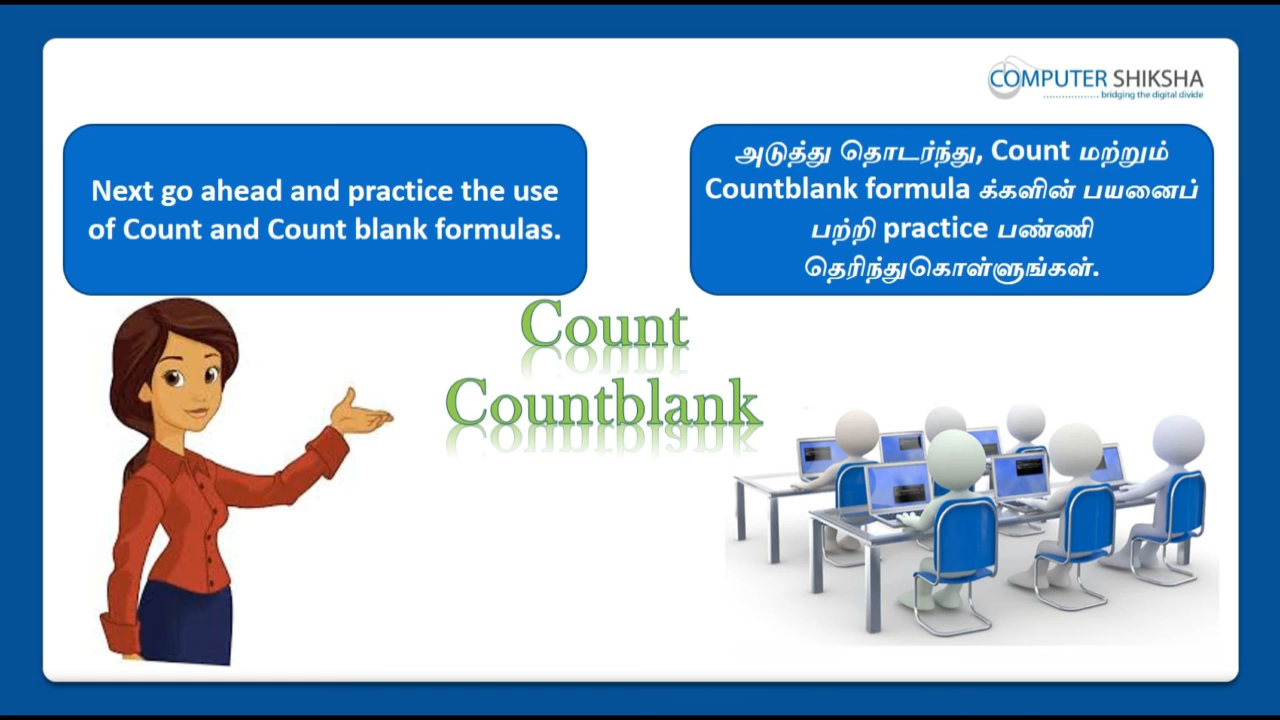 COMPUTER SHIKSHA
bridging the digital divide
Next go ahead and practice the use
of Count and Count blank formulas.
அடுத்து தொடர்ந்து, Count மற்றும்
Countblank formula க்களின் பயனைப்
பற்றி practice பண்ணி
தெரிந்துகொள்ளுங்கள்.
Count
Countblank